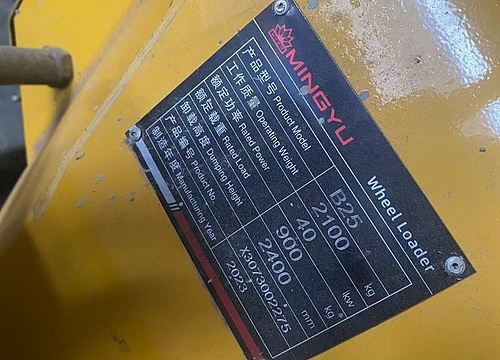 MINGYU
Wheel Loader
产品型号 Product Model B25
工作质量 Operating Weight 2100 kg
额定功率 Rated Power 40 kw
额定载重 Rated Load 900 kg
卸载高度 Dumping Height 2400 mm
产品编号 Product No. X3073002275
制造年度 Manufacturing Year 2023